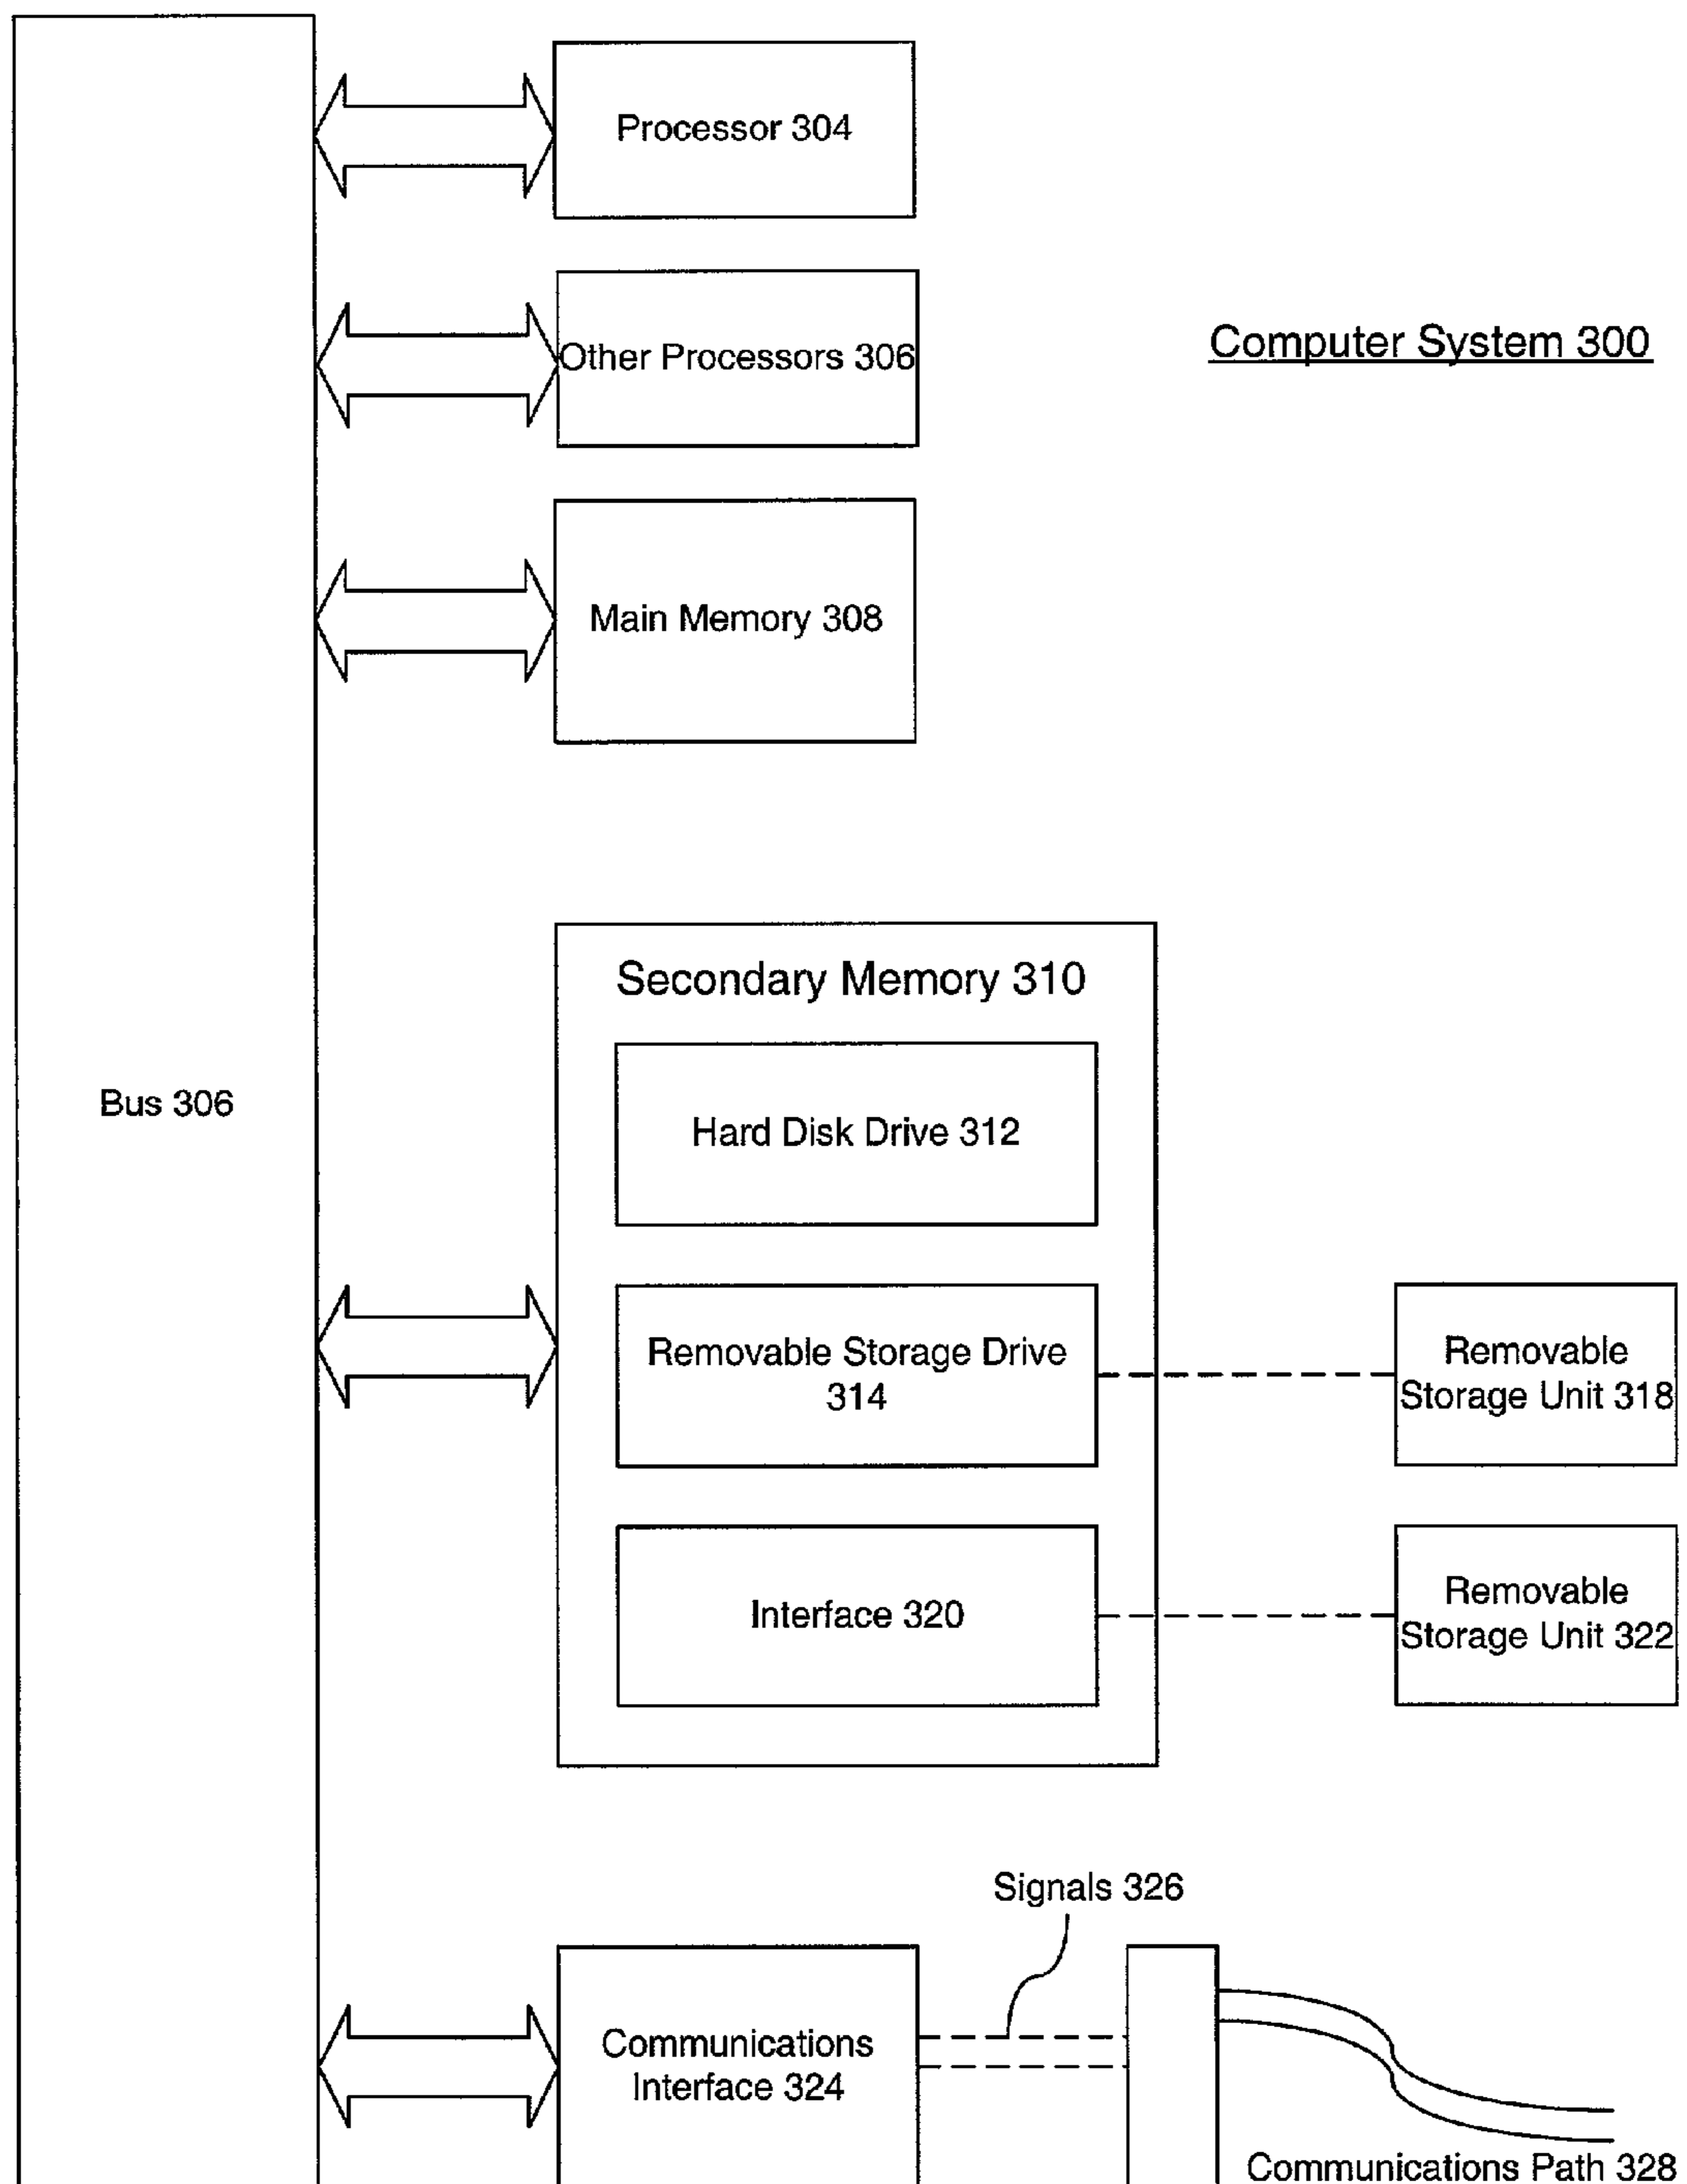 Processor 304
Other Processors 306
Computer System 300
Main Memory 308
Secondary Memory 310
Bus 306
Hard Disk Drive 312
Removable Storage Drive
314
Removable
Storage Unit 318
Interface 320
Removable
Storage Unit 322
Signals 326
Communications
Interface 324
Communications Path 328